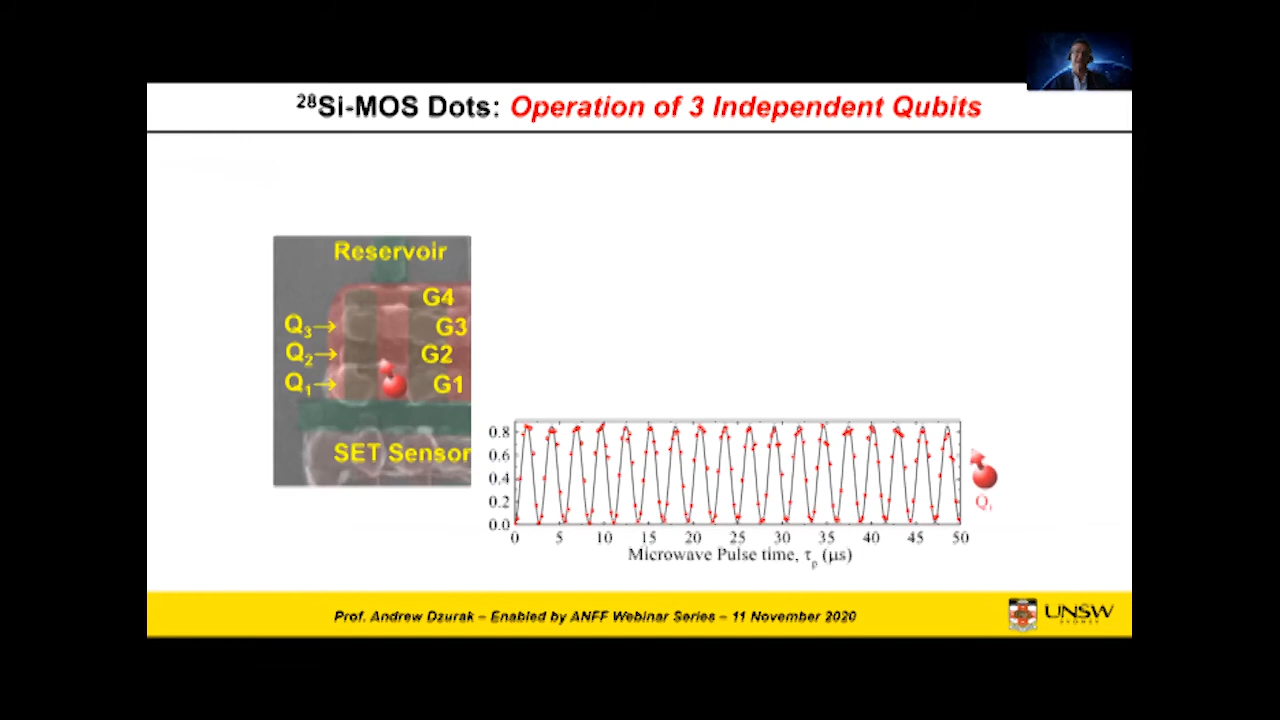 ²⁸Si-MOS Dots: Operation of 3 Independent Qubits
Reservoir
G4
Q₃→ G3
Q₂→ G2
Q₁→ G1
SET Sensor
0.8
0.6
0.4
0.2
0.0
0 5 10 15 20 25 30 35 40 45 50
Microwave Pulse time, τp (μs)
Q₁
Prof. Andrew Dzurak – Enabled by ANFF Webinar Series – 11 November 2020
UNSW
SYDNEY